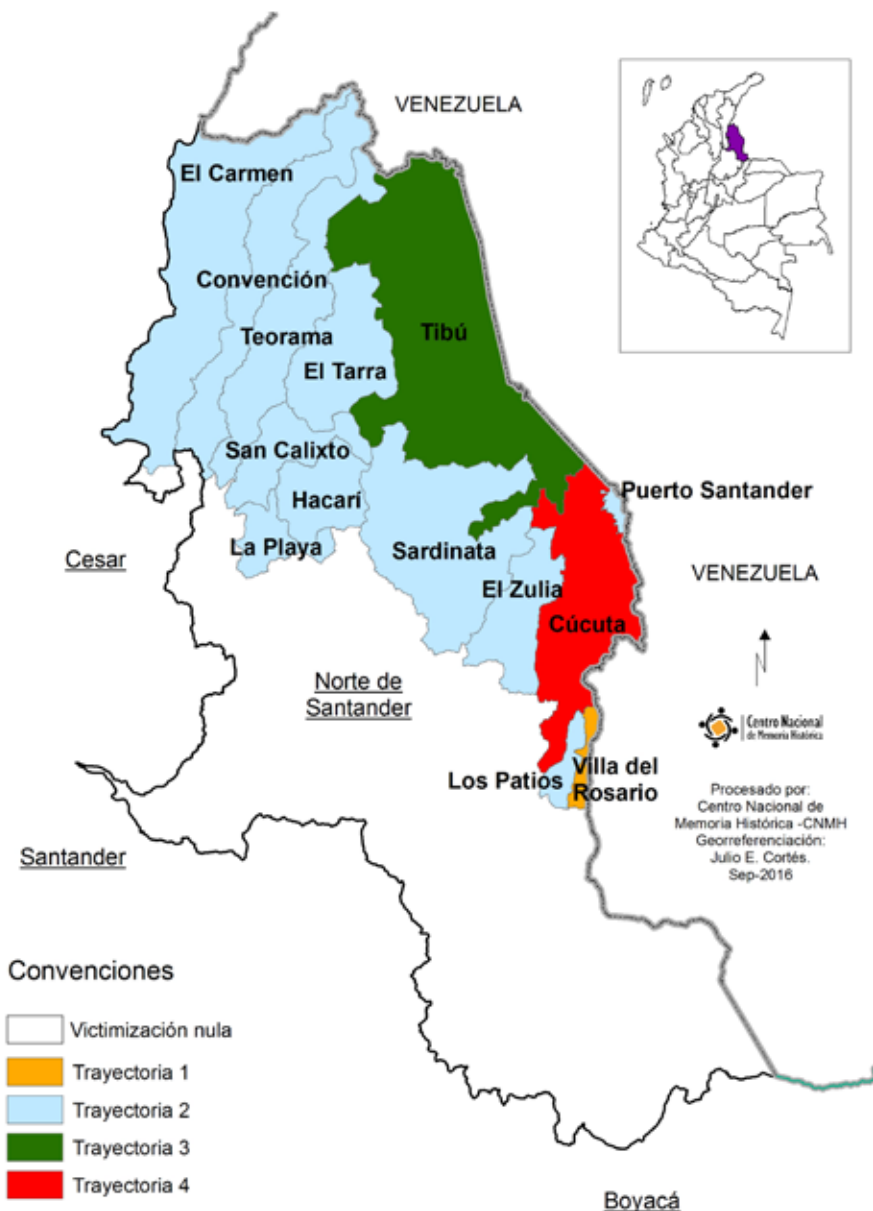 VENEZUELA
El Carmen
Convención
Teorama
Tibú
El Tarra
San Calixto
Hacarí
Puerto Santander
La Playa
Sardinata
Cesar
El Zulia
VENEZUELA
Cúcuta
Norte de
Santander
Centro Nacional
de Memoria Histórica
Los Patios
Villa del
Rosario
Procesado por:
Centro Nacional de
Memoria Histórica -CNMH
Georreferenciación:
Julio E. Cortés.
Sep-2016
Santander
Convenciones
Victimización nula
Trayectoria 1
Trayectoria 2
Trayectoria 3
Trayectoria 4
Boyacá
N